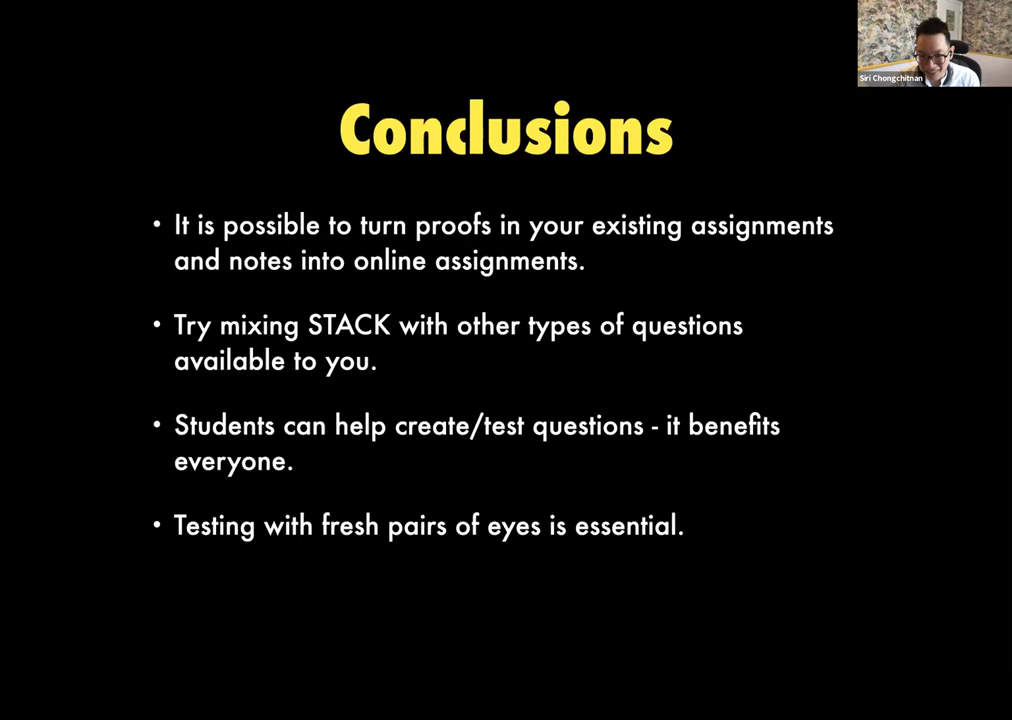 Siri Chongchitnan
Conclusions
• It is possible to turn proofs in your existing assignments
and notes into online assignments.
• Try mixing STACK with other types of questions
available to you.
• Students can help create/test questions - it benefits
everyone.
• Testing with fresh pairs of eyes is essential.